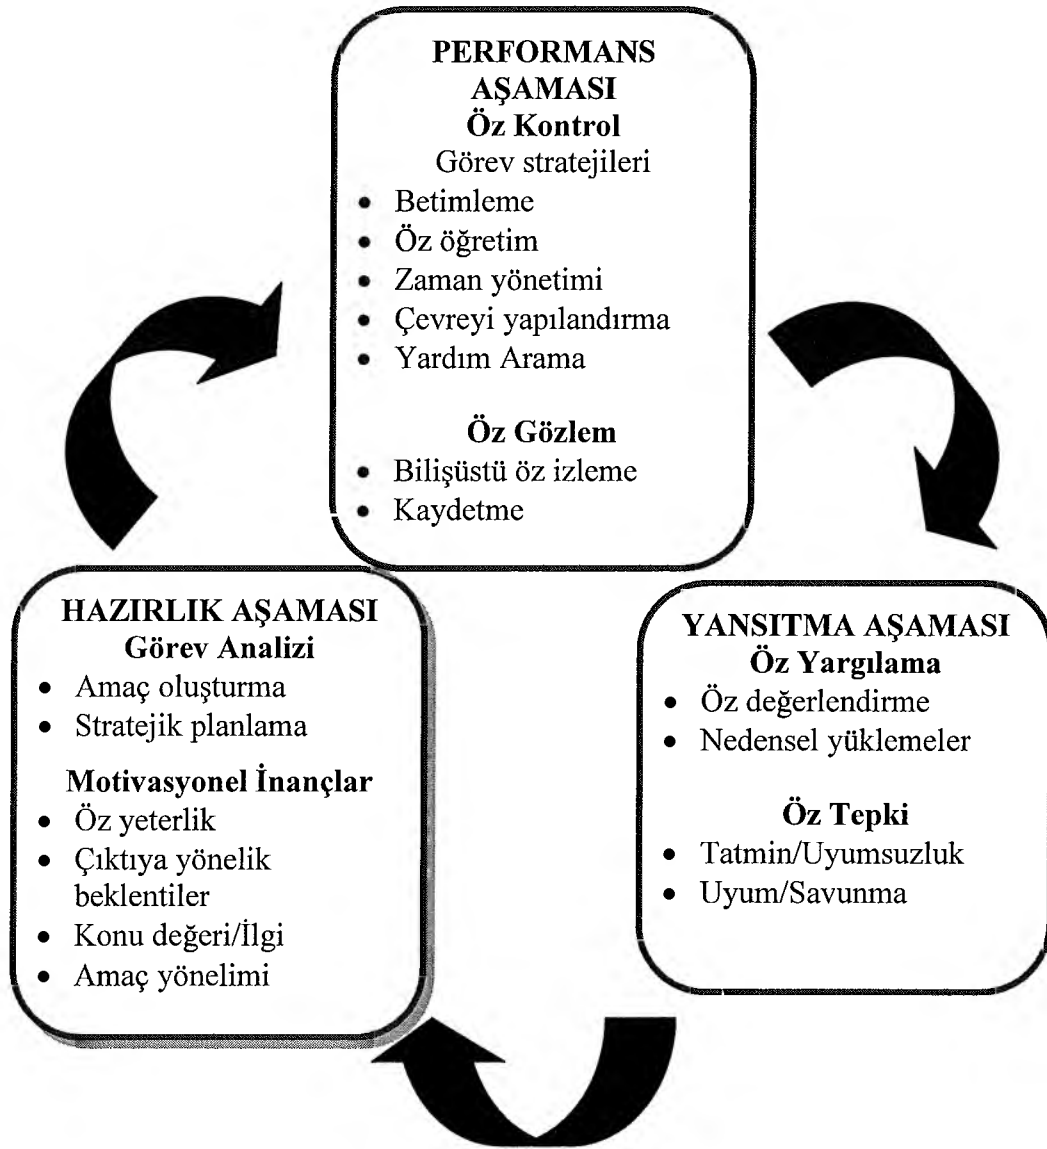 PERFORMANS
AŞAMASI
Öz Kontrol
Görev stratejileri
• Betimleme
• Öz öğretim
• Zaman yönetimi
• Çevreyi yapılandırma
• Yardım Arama
Öz Gözlem
• Bilişüstü öz izleme
• Kaydetme
HAZIRLIK AŞAMASI
Görev Analizi
• Amaç oluşturma
• Stratejik planlama
Motivasyonel İnançlar
• Öz yeterlik
• Çıktıya yönelik
beklentiler
• Konu değeri/İlgi
• Amaç yönelimi
YANSITMA AŞAMASI
Öz Yargılama
• Öz değerlendirme
• Nedensel yüklemeler
Öz Tepki
• Tatmin/Uyumsuzluk
• Uyum/Savunma